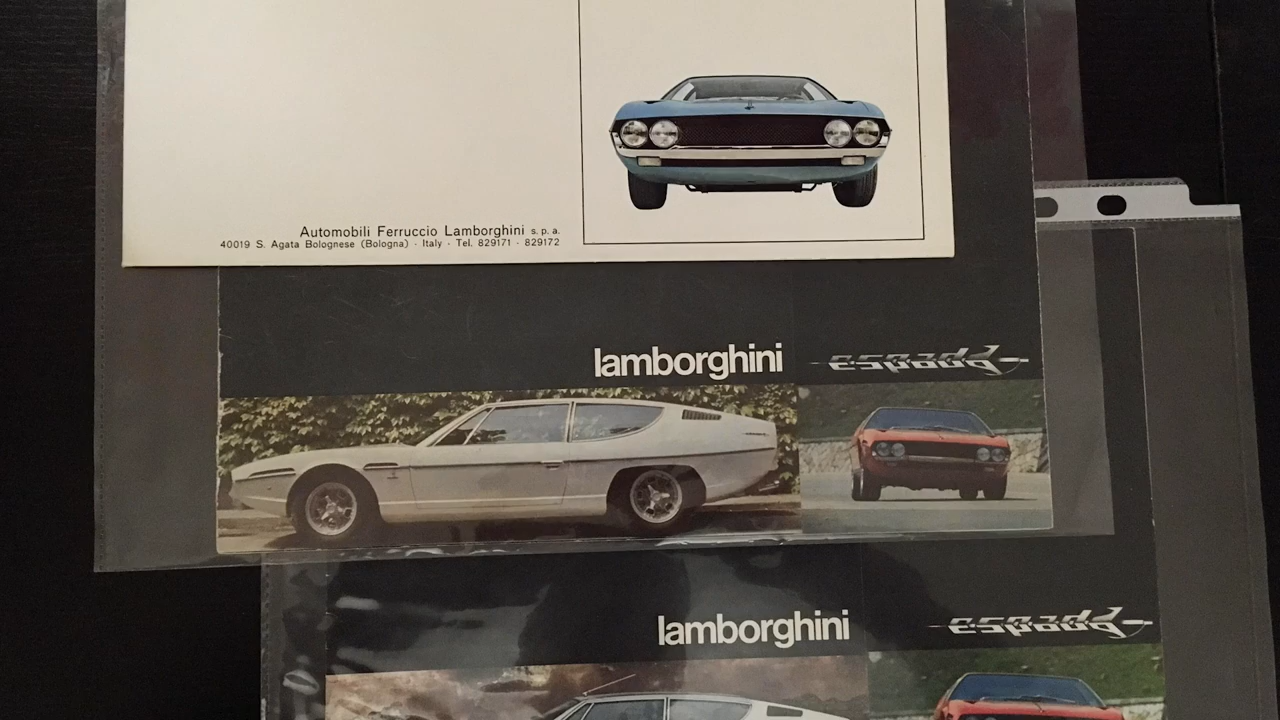 Automobili Ferruccio Lamborghini s.p.a.
40019 S. Agata Bolognese (Bologna) · Italy · Tel. 829171 - 829172
lamborghini espada
lamborghini espada